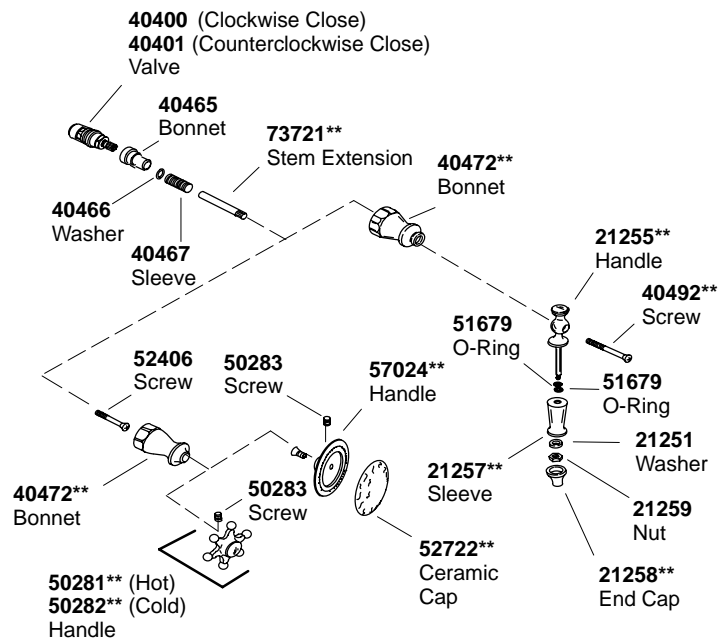 40400 (Clockwise Close)
40401 (Counterclockwise Close)
Valve
40465
Bonnet
73721**
Stem Extension
40472**
Bonnet
40466
Washer
40467
Sleeve
21255**
Handle
40492**
Screw
51679
O-Ring
51679
O-Ring
52406
Screw
50283
Screw
57024**
Handle
21251
Washer
21257**
Sleeve
21259
Nut
40472**
Bonnet
50283
Screw
52722**
Ceramic
Cap
21258**
End Cap
50281** (Hot)
50282** (Cold)
Handle